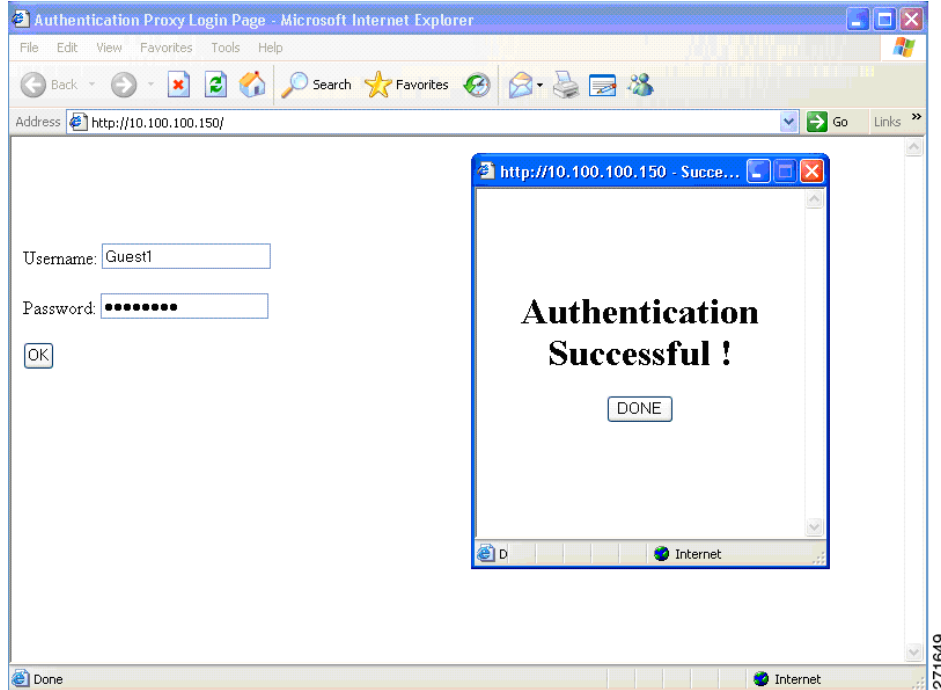 Authentication Proxy Login Page - Microsoft Internet Explorer
File Edit View Favorites Tools Help
Back Search Favorites
Address http://10.100.100.150/ Go Links »
http://10.100.100.150 - Succe...
Username: Guest1
Password: ●●●●●●●●
OK
Authentication
Successful !
DONE
D Internet
Done Internet
271649